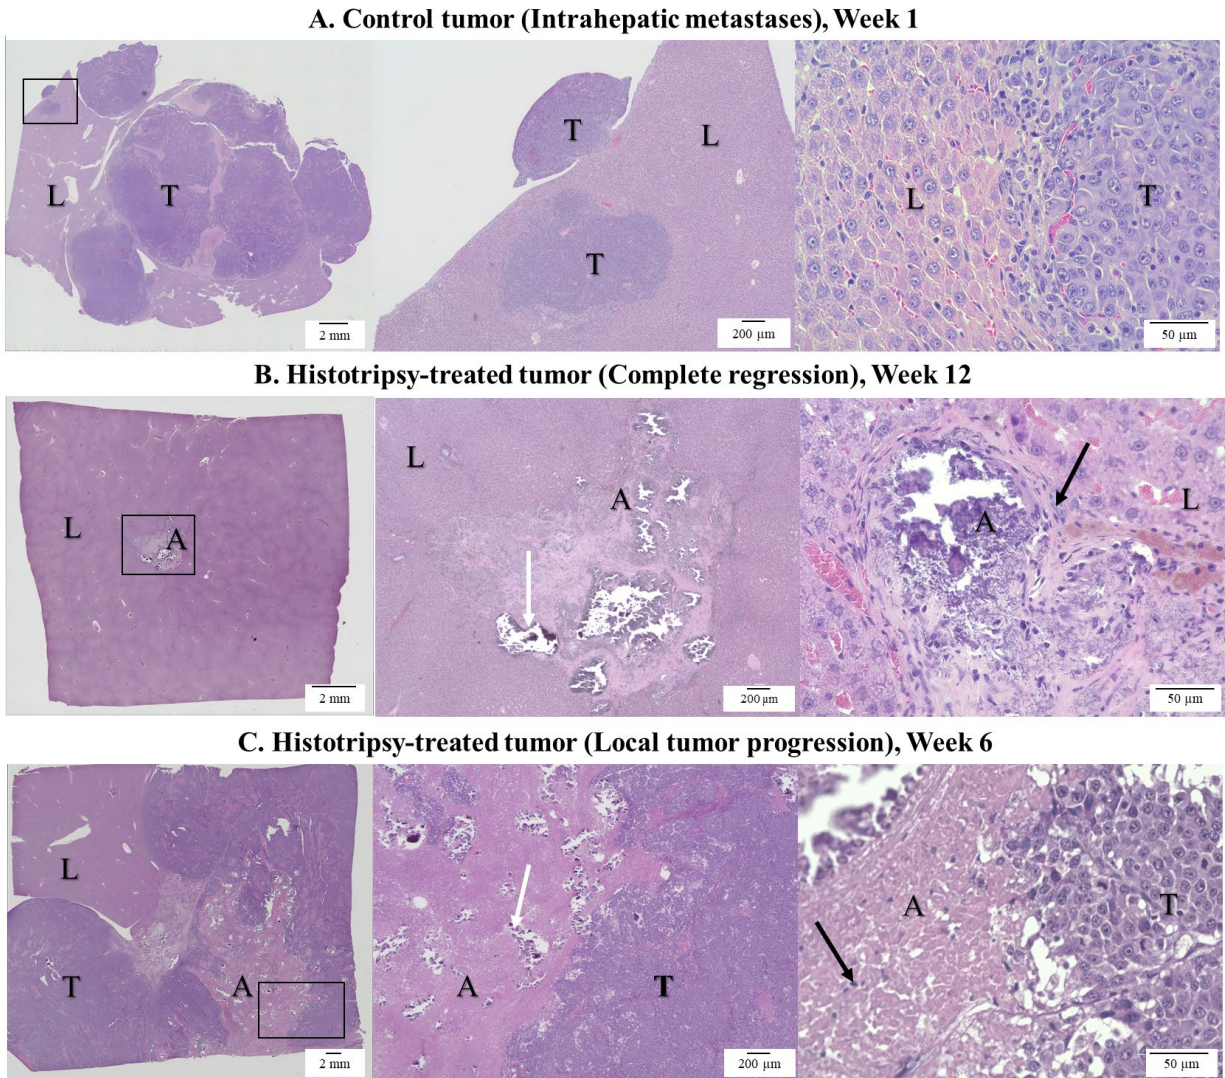 A. Control tumor (Intrahepatic metastases), Week 1
L
T
2 mm
T
L
T
200 µm
L
T
50 µm
B. Histotripsy-treated tumor (Complete regression), Week 12
L
A
2 mm
L
A
200 µm
A
L
50 µm
C. Histotripsy-treated tumor (Local tumor progression), Week 6
L
T
A
2 mm
A
T
200 µm
A
T
50 µm